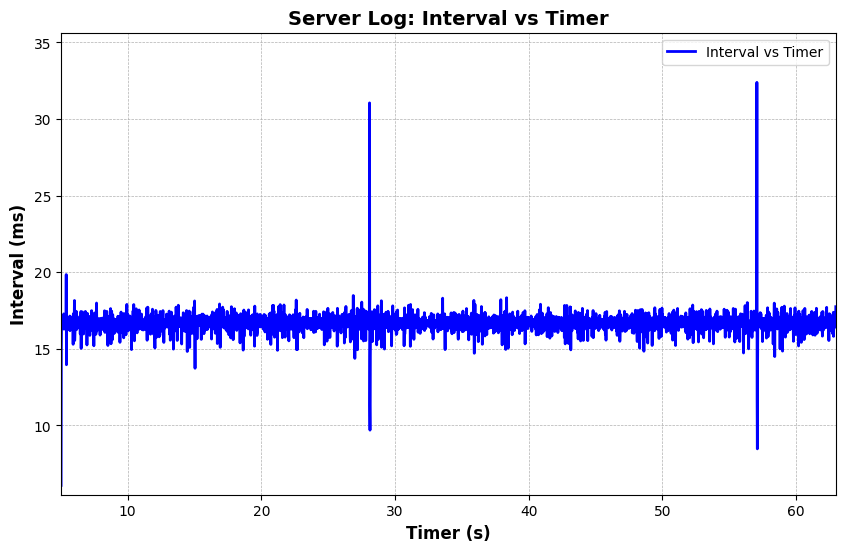 Server Log: Interval vs Timer
Interval vs Timer
35
30
25
20
15
10
Interval (ms)
10 20 30 40 50 60
Timer (s)